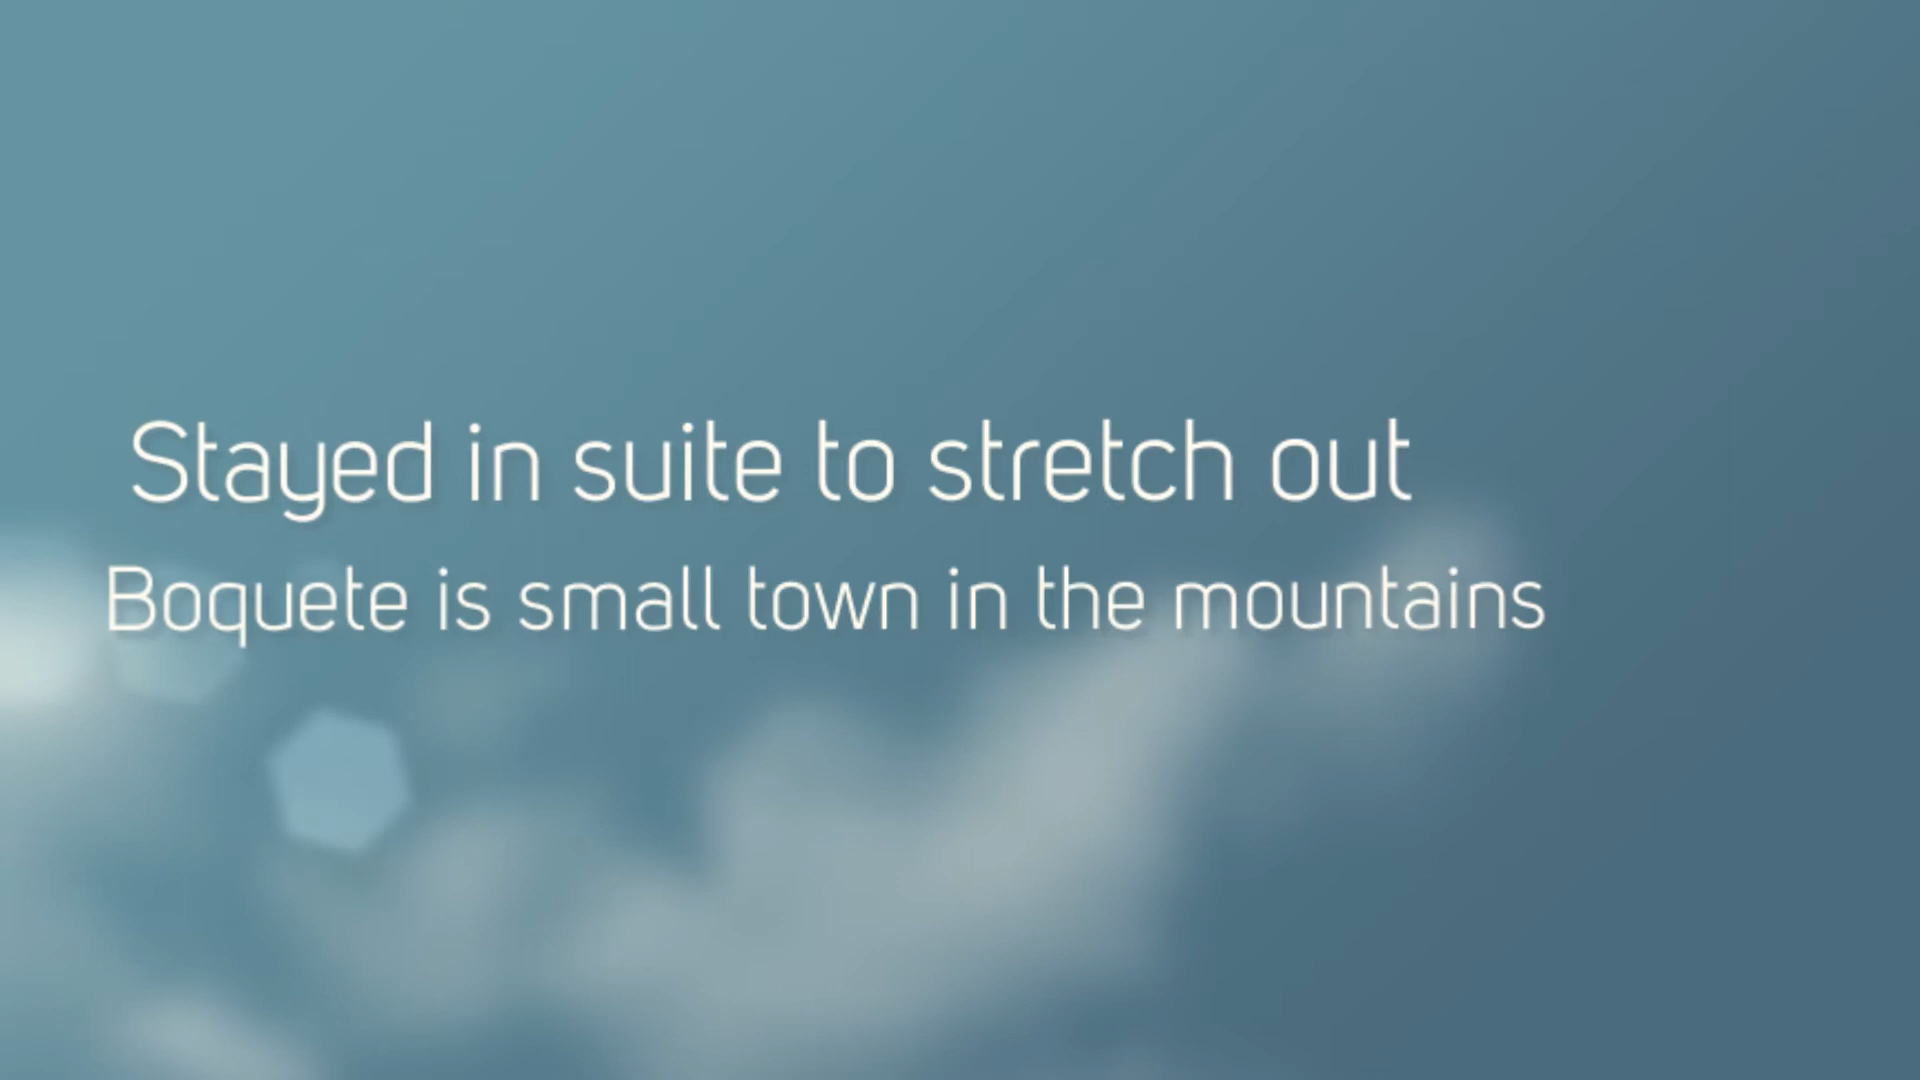 Stayed in suite to stretch out
Boquete is small town in the mountains